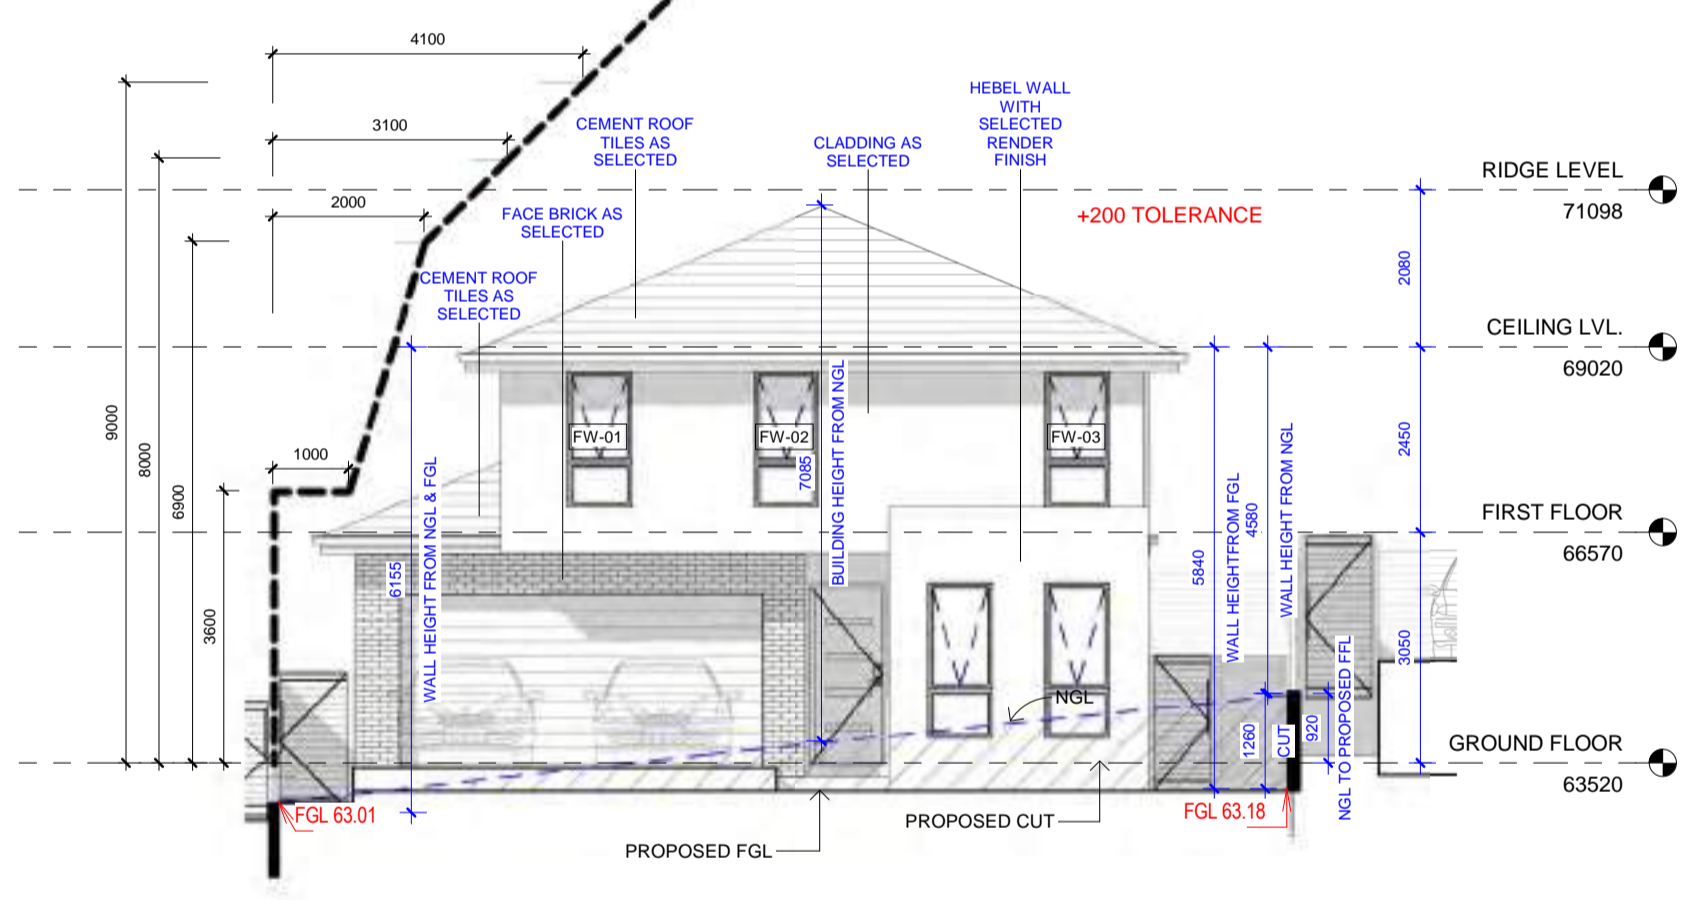 4100
3100
2000
1000
9000
8000
6900
3600
CEMENT ROOF
TILES AS
SELECTED
FACE BRICK AS
SELECTED
CEMENT ROOF
TILES AS
SELECTED
CLADDING AS
SELECTED
HEBEL WALL
WITH
SELECTED
RENDER
FINISH
+200 TOLERANCE
RIDGE LEVEL
71098
2080
CEILING LVL.
69020
2450
FIRST FLOOR
66570
3050
GROUND FLOOR
63520
FW-01
FW-02
FW-03
6155
WALL HEIGHT FROM NGL & FGL
7085
BUILDING HEIGHT FROM NGL
5840
WALL HEIGHTFROM FGL
4580
WALL HEIGHT FROM NGL
1260
CUT
920
NGL TO PROPOSED FFL
NGL
FGL 63.01
FGL 63.18
PROPOSED CUT
PROPOSED FGL